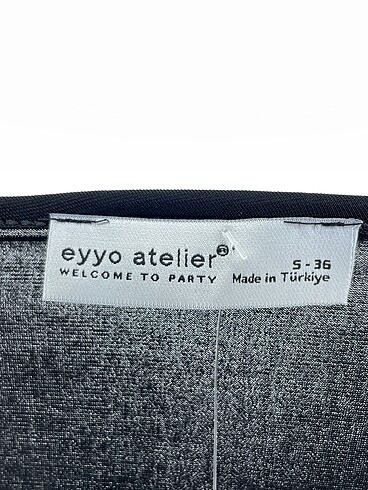 eyyo atelier®
WELCOME TO PARTY
S - 36
Made in Türkiye